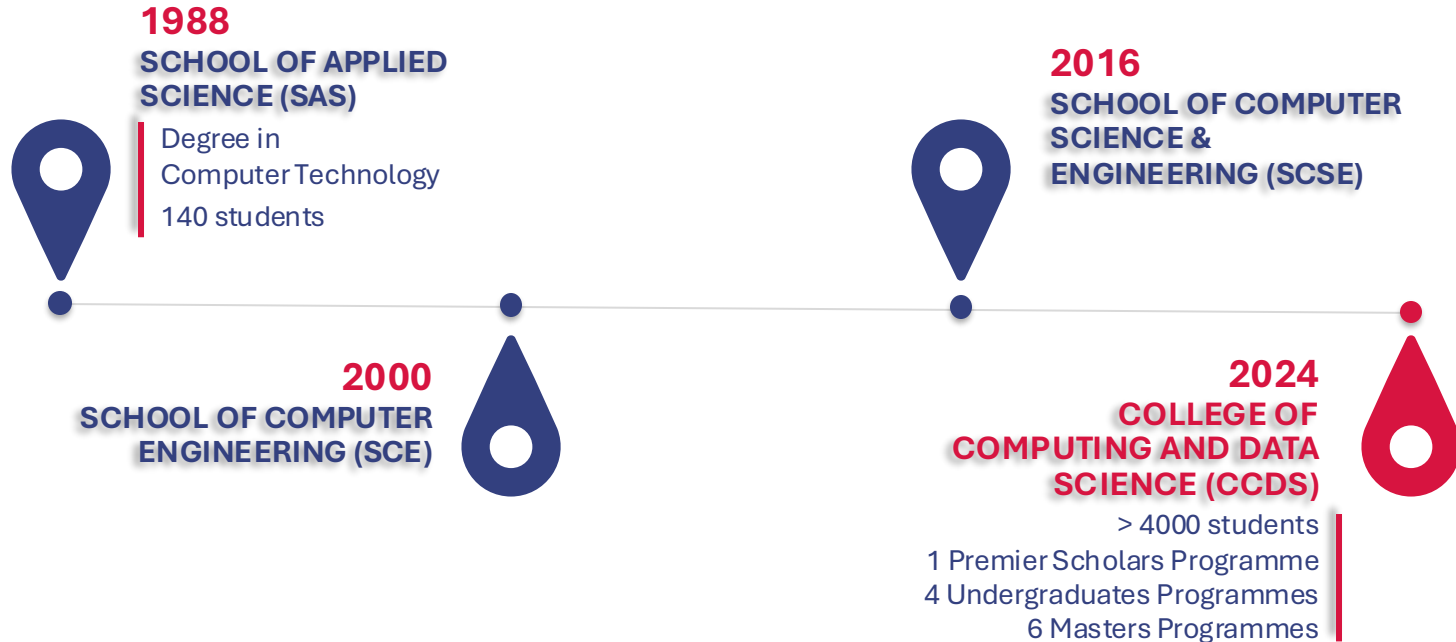 1988
SCHOOL OF APPLIED
SCIENCE (SAS)
Degree in
Computer Technology
140 students
2000
SCHOOL OF COMPUTER
ENGINEERING (SCE)
2016
SCHOOL OF COMPUTER
SCIENCE &
ENGINEERING (SCSE)
2024
COLLEGE OF
COMPUTING AND DATA
SCIENCE (CCDS)
> 4000 students
1 Premier Scholars Programme
4 Undergraduates Programmes
6 Masters Programmes